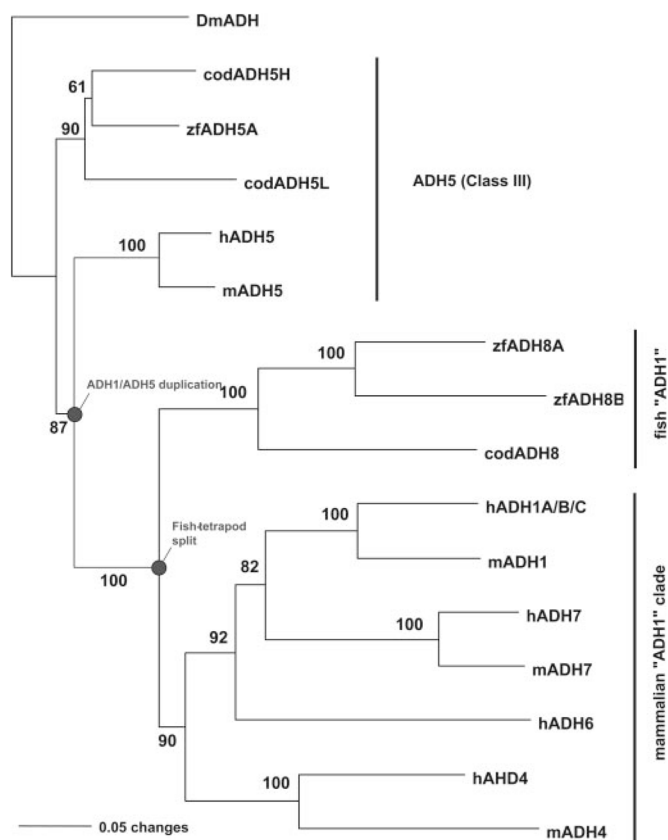 DmADH
codADH5H
61
zfADH5A
90
codADH5L
ADH5 (Class III)
hADH5
100
mADH5
zfADH8A
100
ADH1/ADH5 duplication
100
zfADH8B
87
codADH8
fish "ADH1"
hADH1A/B/C
100
Fish-tetrapod
split
mADH1
100
82
hADH7
100
92
mADH7
hADH6
90
hAHD4
100
mADH4
mammalian "ADH1" clade
0.05 changes